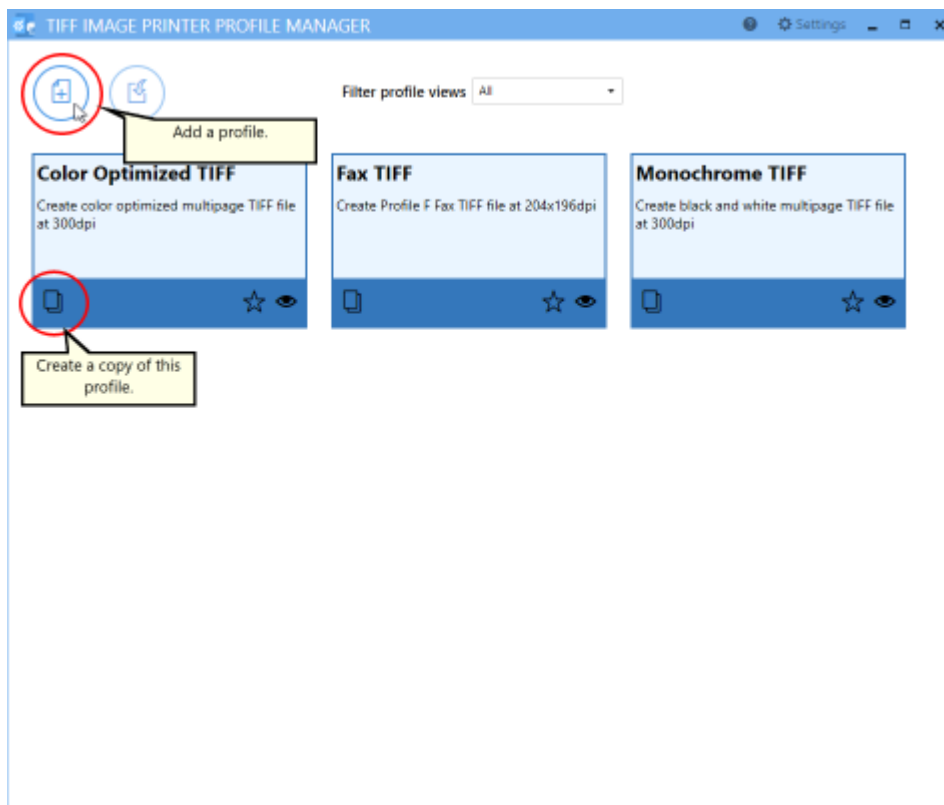 TIFF IMAGE PRINTER PROFILE MANAGER
Settings
Filter profile views
All
Add a profile.
Color Optimized TIFF
Create color optimized multipage TIFF file
at 300dpi
Fax TIFF
Create Profile F Fax TIFF file at 204x196dpi
Monochrome TIFF
Create black and white multipage TIFF file
at 300dpi
Create a copy of this
profile.